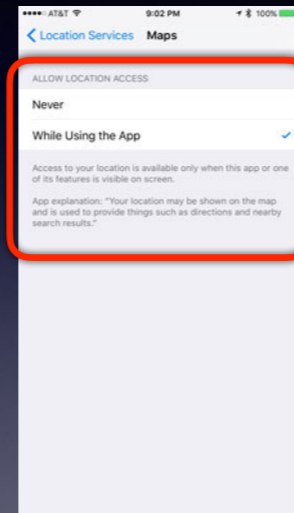 AT&T 9:02 PM 100%
Location Services Maps
ALLOW LOCATION ACCESS
Never
While Using the App
Access to your location is available only when this app or one
of its features is visible on screen.
App explanation: "Your location may be shown on the map
and is used to provide things such as directions and nearby
search results."